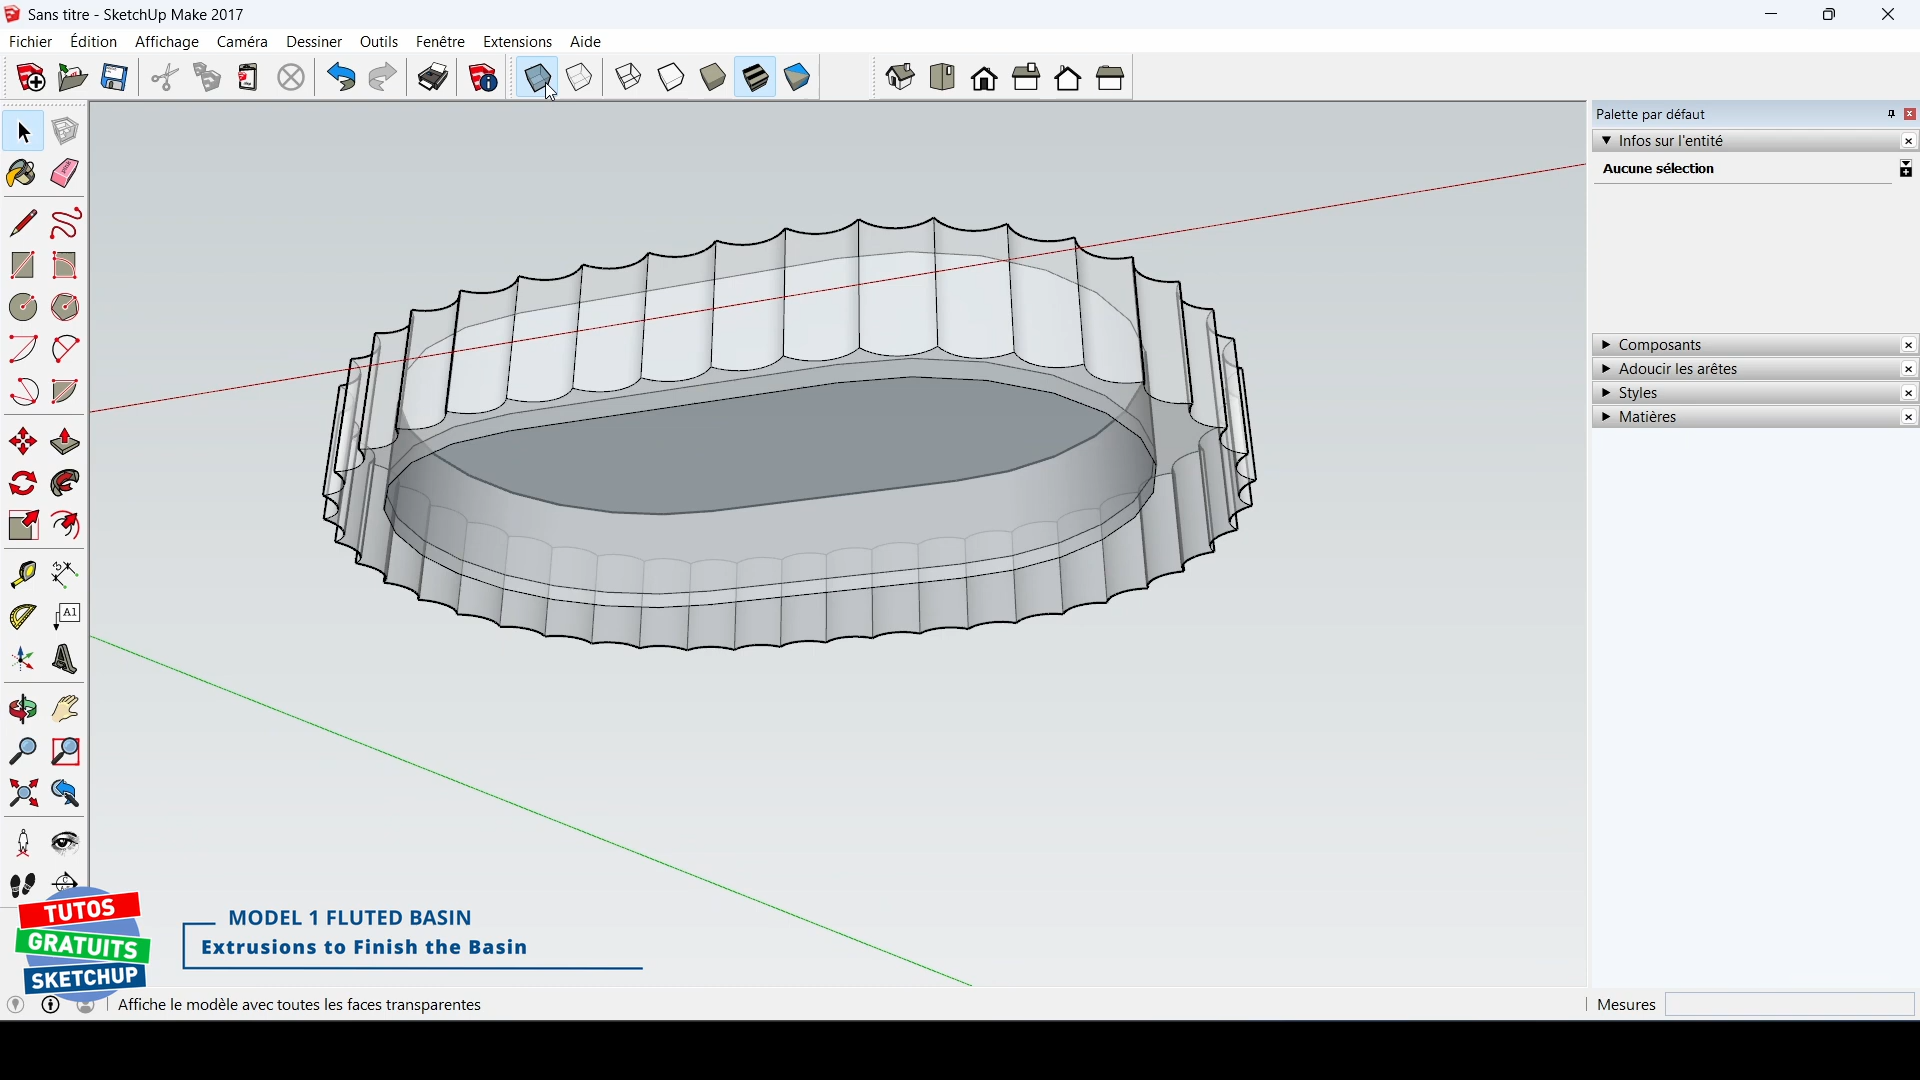 Sans titre - SketchUp Make 2017
Fichier Édition Affichage Caméra Dessiner Outils Fenêtre Extensions Aide
Palette par défaut
Infos sur l'entité
Aucune sélection
Composants
Adoucir les arêtes
Styles
Matières
A1
TUTOS
GRATUITS
SKETCHUP
MODEL 1 FLUTED BASIN
Extrusions to Finish the Basin
Affiche le modèle avec toutes les faces transparentes
Mesures